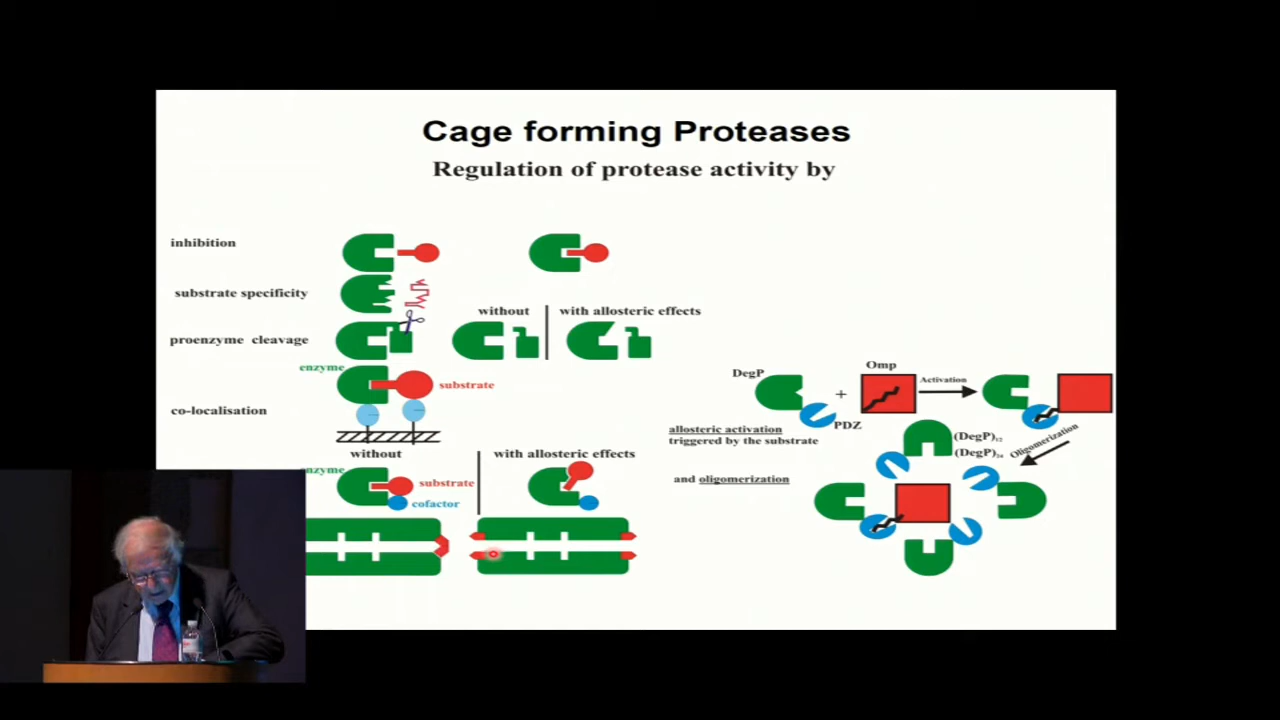 Cage forming Proteases
Regulation of protease activity by
inhibition
substrate specificity
without
with allosteric effects
proenzyme cleavage
enzyme
substrate
co-localisation
without
with allosteric effects
enzyme
substrate
cofactor
DegP
+
Omp
Activation
PDZ
allosteric activation
triggered by the substrate
(DegP)12
(DegP)24
Oligomerization
and oligomerization